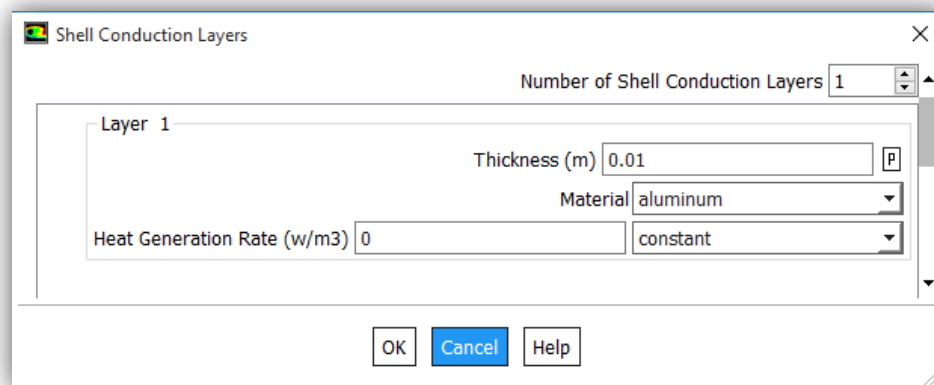 Shell Conduction Layers
Number of Shell Conduction Layers 1
Layer 1
Thickness (m) 0.01 P
Material aluminum
Heat Generation Rate (w/m3) 0 constant
OK Cancel Help